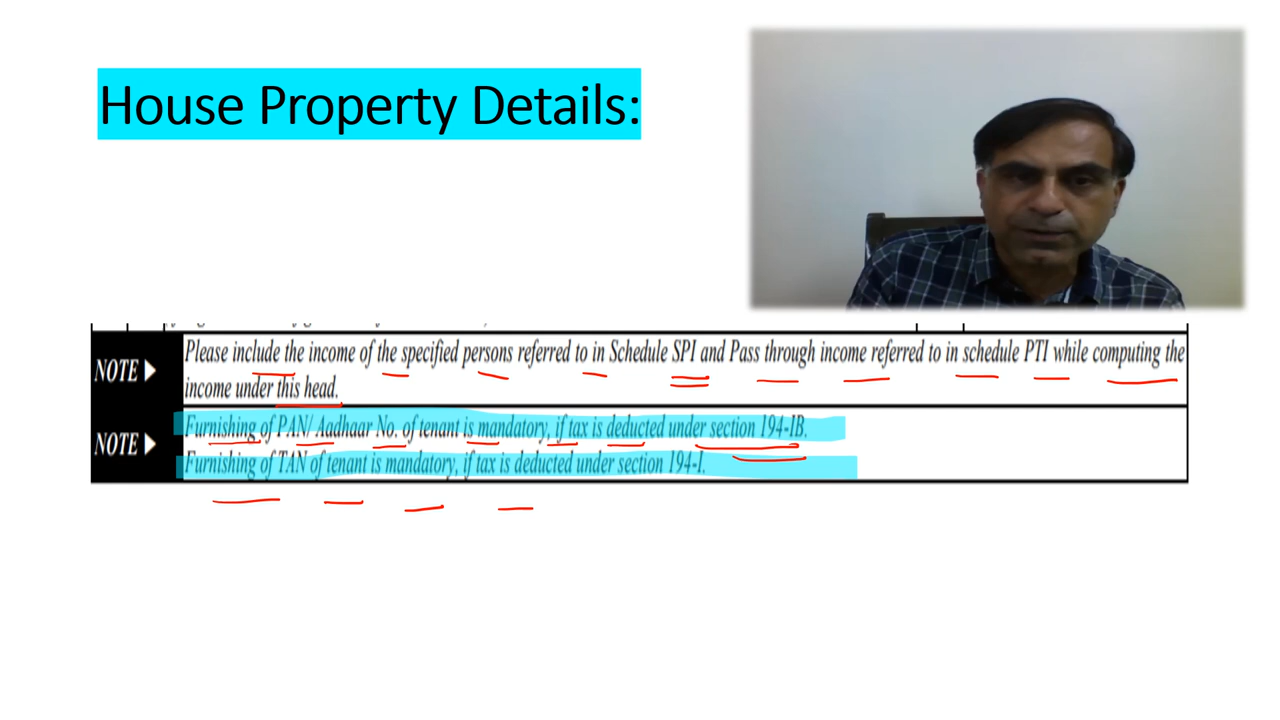 House Property Details:
NOTE Please include the income of the specified persons referred to in Schedule SPI and Pass through income referred to in schedule PTI while computing the
income under this head.
NOTE Furnishing of PAN/ Aadhaar No. of tenant is mandatory, if tax is deducted under section 194-IB.
Furnishing of TAN of tenant is mandatory, if tax is deducted under section 194-I.